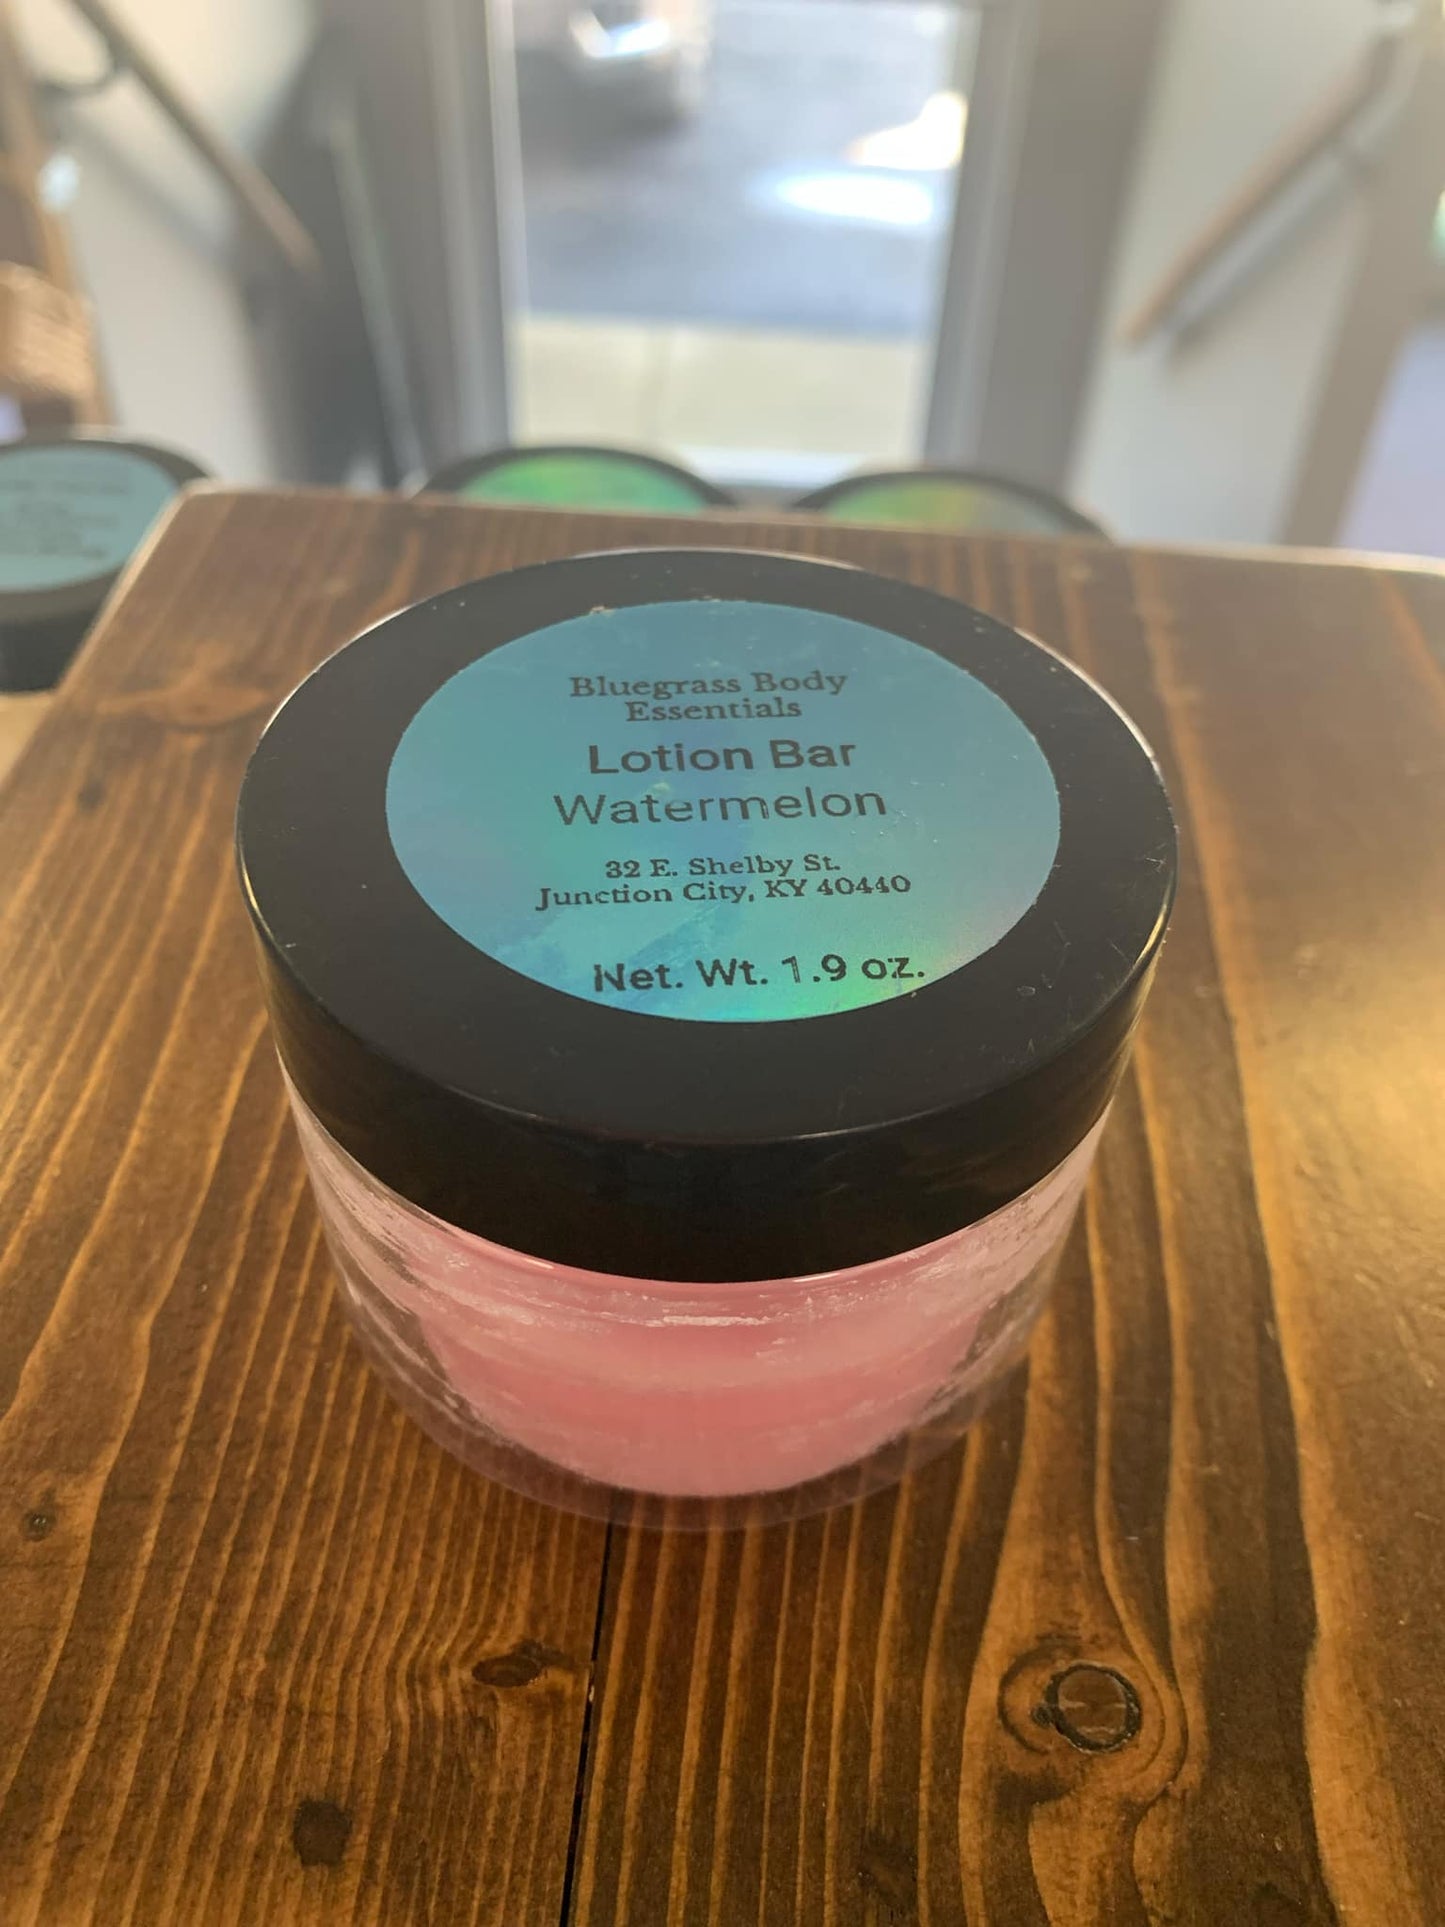 Bluegrass Body
Essentials
Lotion Bar
Watermelon
32 E. Shelby St.
Junction City, KY 40440
Net. Wt. 1.9 oz.